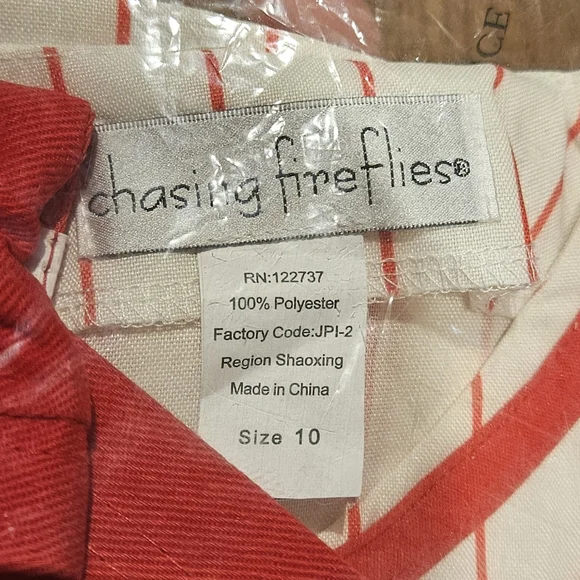 chasing fireflies®
RN:122737
100% Polyester
Factory Code:JPI-2
Region Shaoxing
Made in China
Size 10